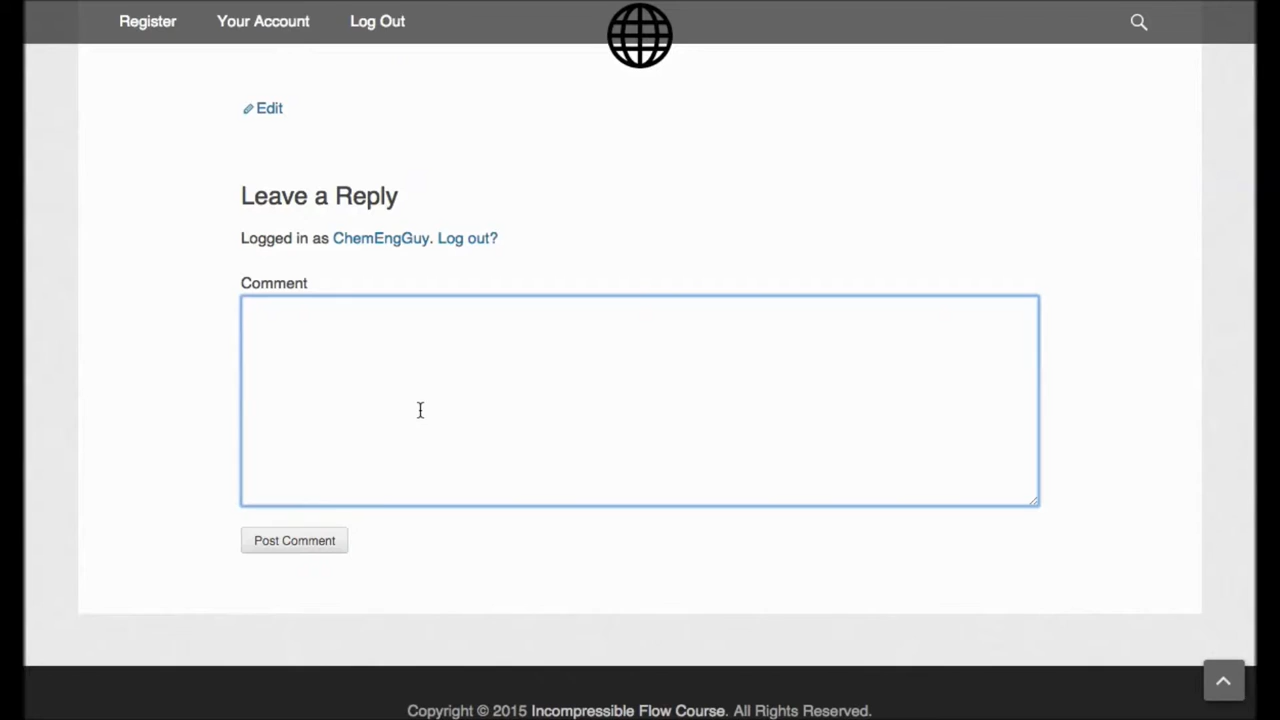 Register Your Account Log Out
Edit
Leave a Reply
Logged in as ChemEngGuy. Log out?
Comment
Post Comment
Copyright © 2015 Incompressible Flow Course. All Rights Reserved.